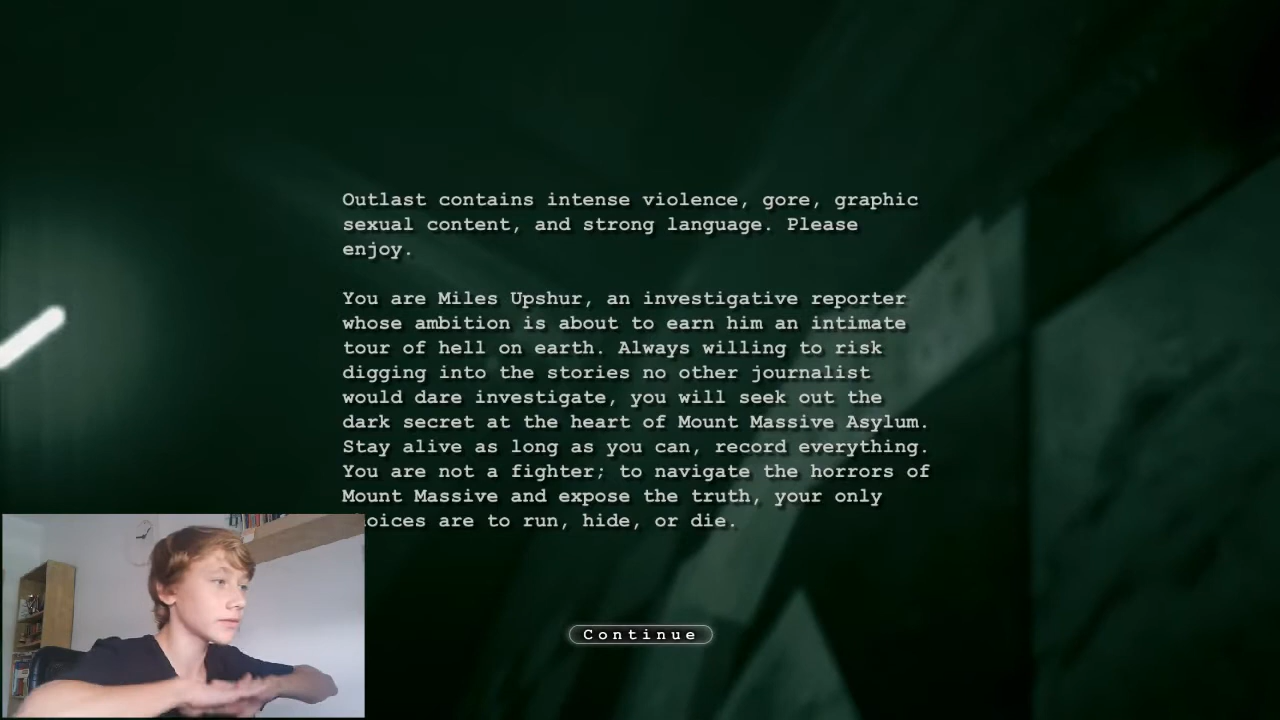 Outlast contains intense violence, gore, graphic
sexual content, and strong language. Please
enjoy.
You are Miles Upshur, an investigative reporter
whose ambition is about to earn him an intimate
tour of hell on earth. Always willing to risk
digging into the stories no other journalist
would dare investigate, you will seek out the
dark secret at the heart of Mount Massive Asylum.
Stay alive as long as you can, record everything.
You are not a fighter; to navigate the horrors of
Mount Massive and expose the truth, your only
choices are to run, hide, or die.
Continue